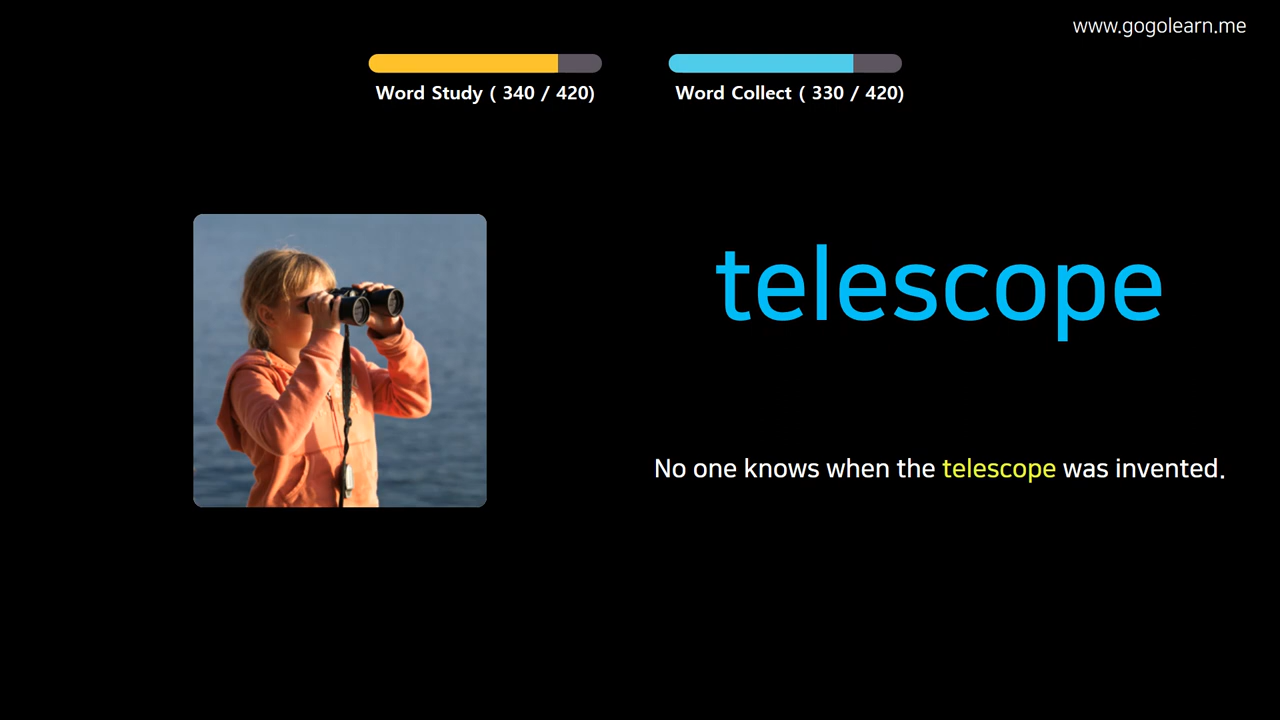 www.gogolearn.me
Word Study ( 340 / 420)
Word Collect ( 330 / 420)
telescope
No one knows when the telescope was invented.